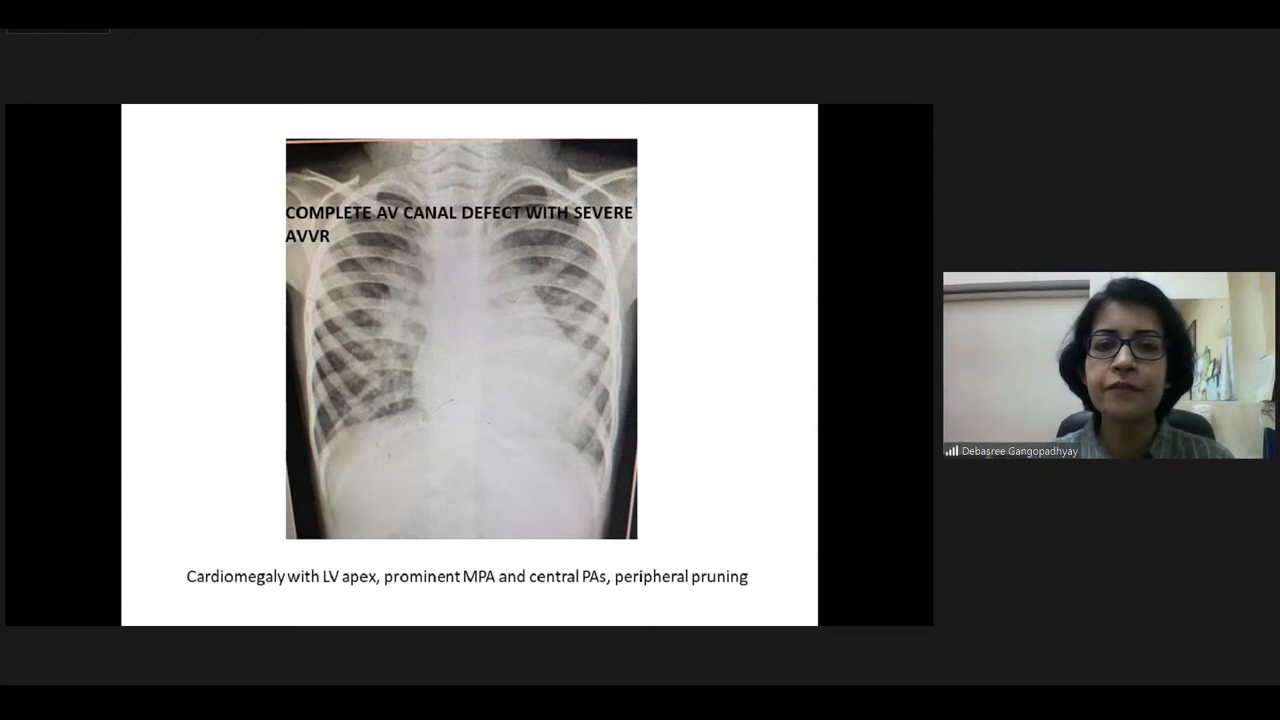 COMPLETE AV CANAL DEFECT WITH SEVERE
AVVR
Cardiomegaly with LV apex, prominent MPA and central PAs, peripheral pruning
Debasree Gangopadhyay